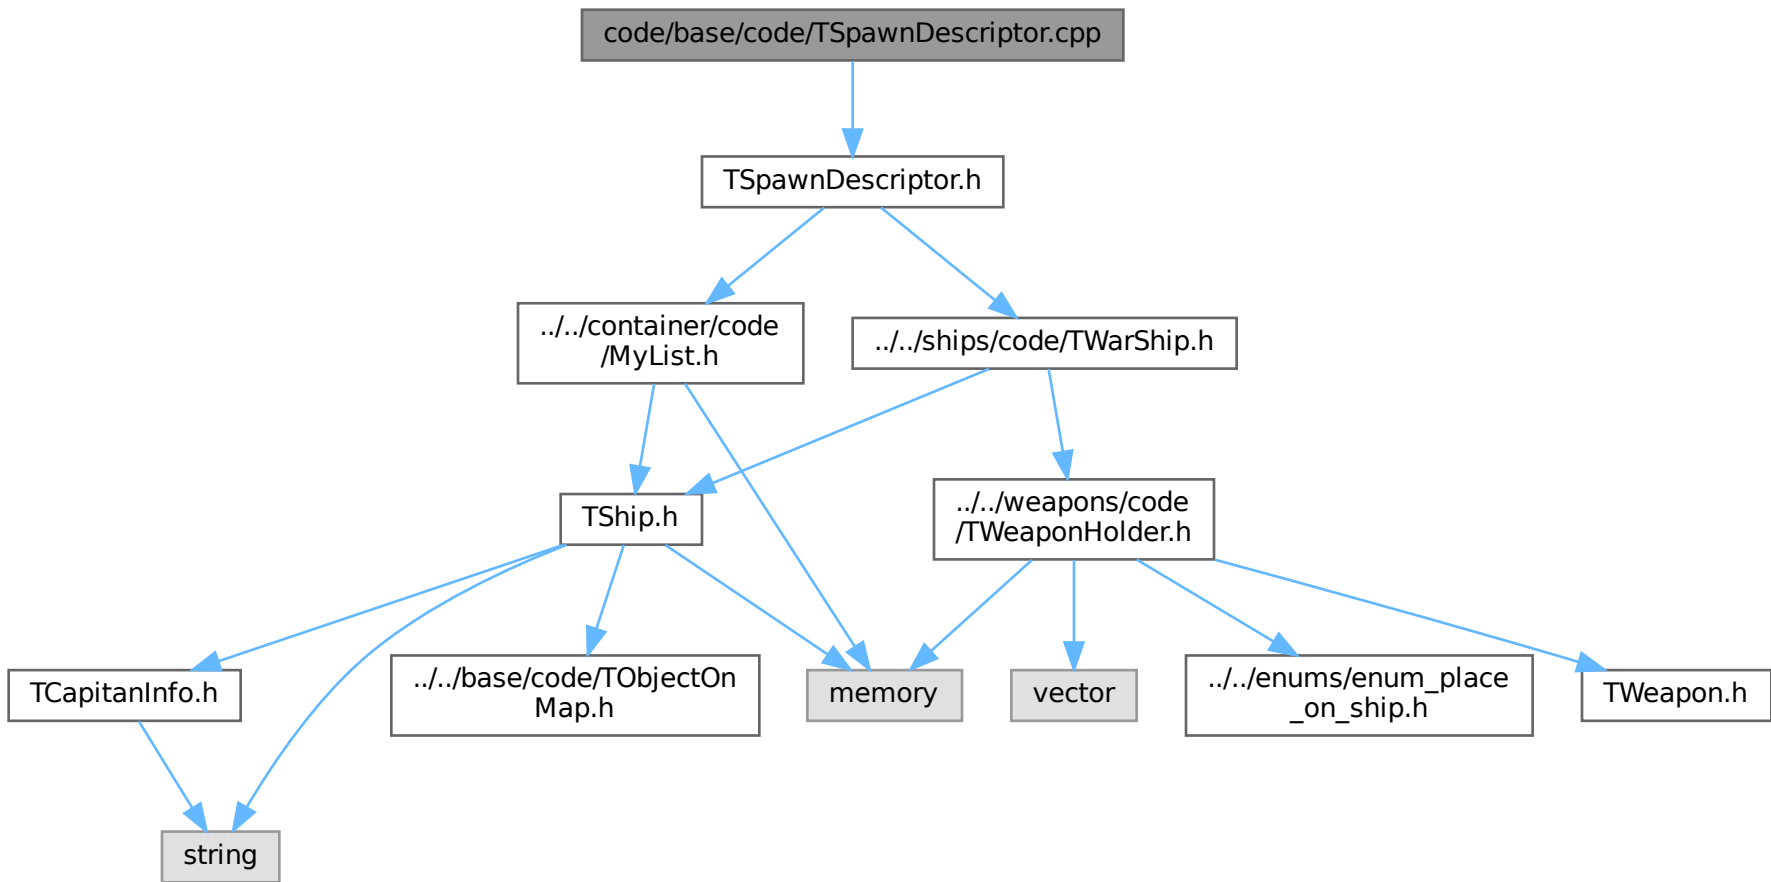 code/base/code/TSpawnDescriptor.cpp
TSpawnDescriptor.h
../../container/code
/MyList.h
../../ships/code/TWarShip.h
TShip.h
../../weapons/code
/TWeaponHolder.h
TCapitanInfo.h
../../base/code/TObjectOn
Map.h
memory
vector
../../enums/enum_place
_on_ship.h
TWeapon.h
string